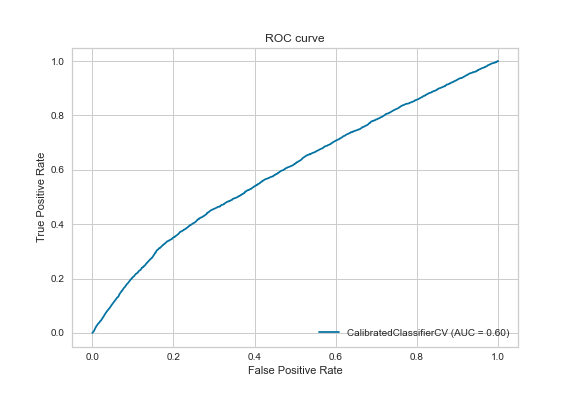 ROC curve
1.0
0.8
0.6
0.4
0.2
0.0
True Positive Rate
CalibratedClassifierCV (AUC = 0.60)
0.0 0.2 0.4 0.6 0.8 1.0
False Positive Rate